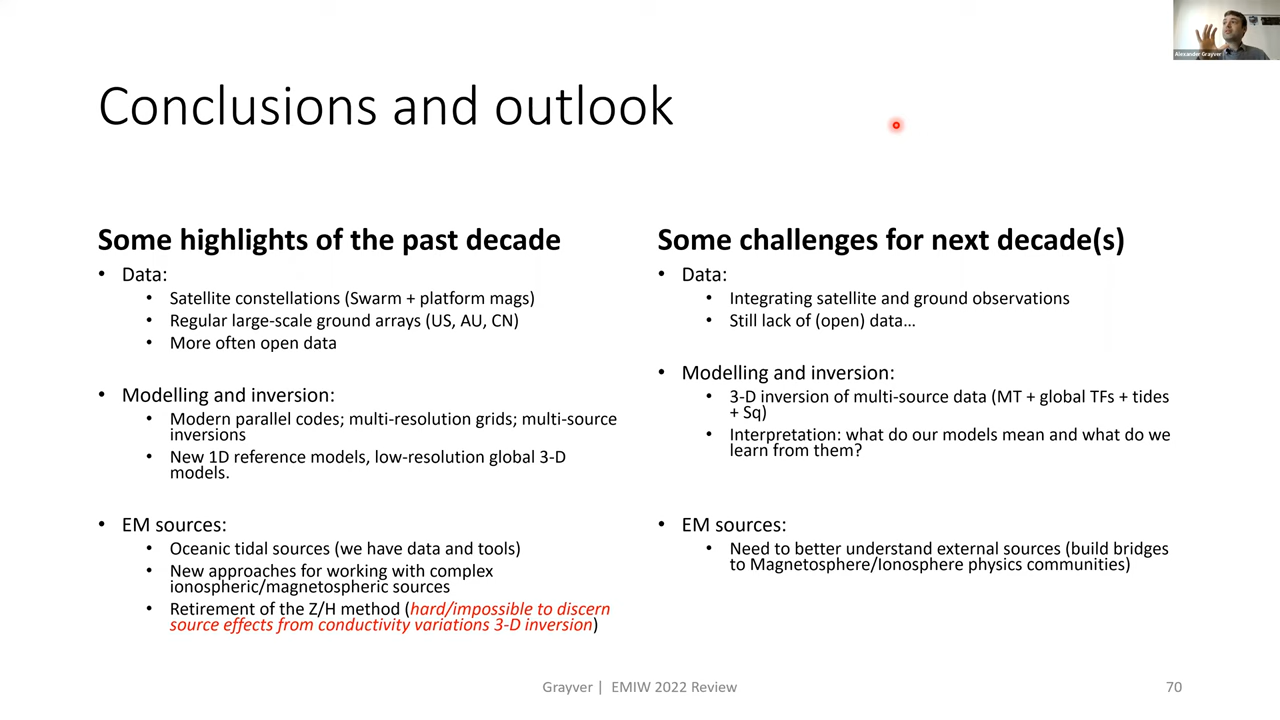 Alexander Grayver
Conclusions and outlook
Some highlights of the past decade
• Data:
• Satellite constellations (Swarm + platform mags)
• Regular large-scale ground arrays (US, AU, CN)
• More often open data
• Modelling and inversion:
• Modern parallel codes; multi-resolution grids; multi-source
inversions
• New 1D reference models, low-resolution global 3-D
models.
• EM sources:
• Oceanic tidal sources (we have data and tools)
• New approaches for working with complex
ionospheric/magnetospheric sources
• Retirement of the Z/H method (hard/impossible to discern
source effects from conductivity variations 3-D inversion)
Some challenges for next decade(s)
• Data:
• Integrating satellite and ground observations
• Still lack of (open) data…
• Modelling and inversion:
• 3-D inversion of multi-source data (MT + global TFs + tides
+ Sq)
• Interpretation: what do our models mean and what do we
learn from them?
• EM sources:
• Need to better understand external sources (build bridges
to Magnetosphere/Ionosphere physics communities)
Grayver | EMIW 2022 Review
70